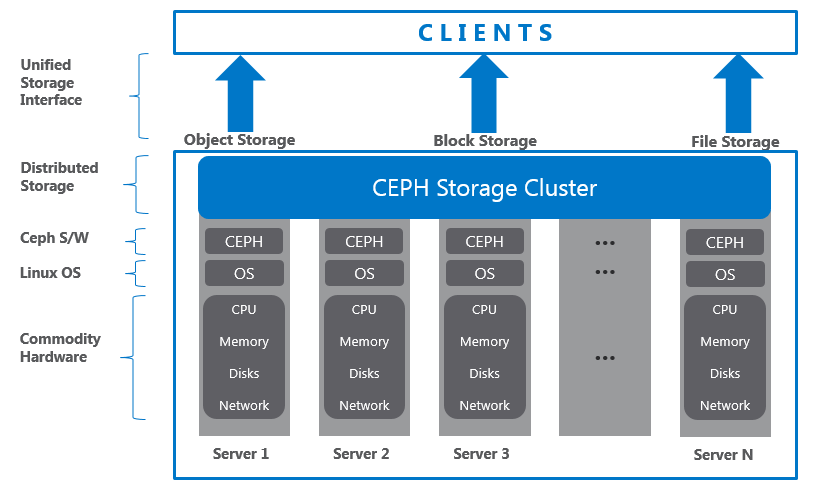 CLIENTS
Unified
Storage
Interface
Object Storage
Block Storage
File Storage
Distributed
Storage
CEPH Storage Cluster
Ceph S/W
CEPH
CEPH
CEPH
...
CEPH
Linux OS
OS
OS
OS
...
OS
Commodity
Hardware
CPU
Memory
Disks
Network
CPU
Memory
Disks
Network
CPU
Memory
Disks
Network
...
CPU
Memory
Disks
Network
Server 1
Server 2
Server 3
Server N